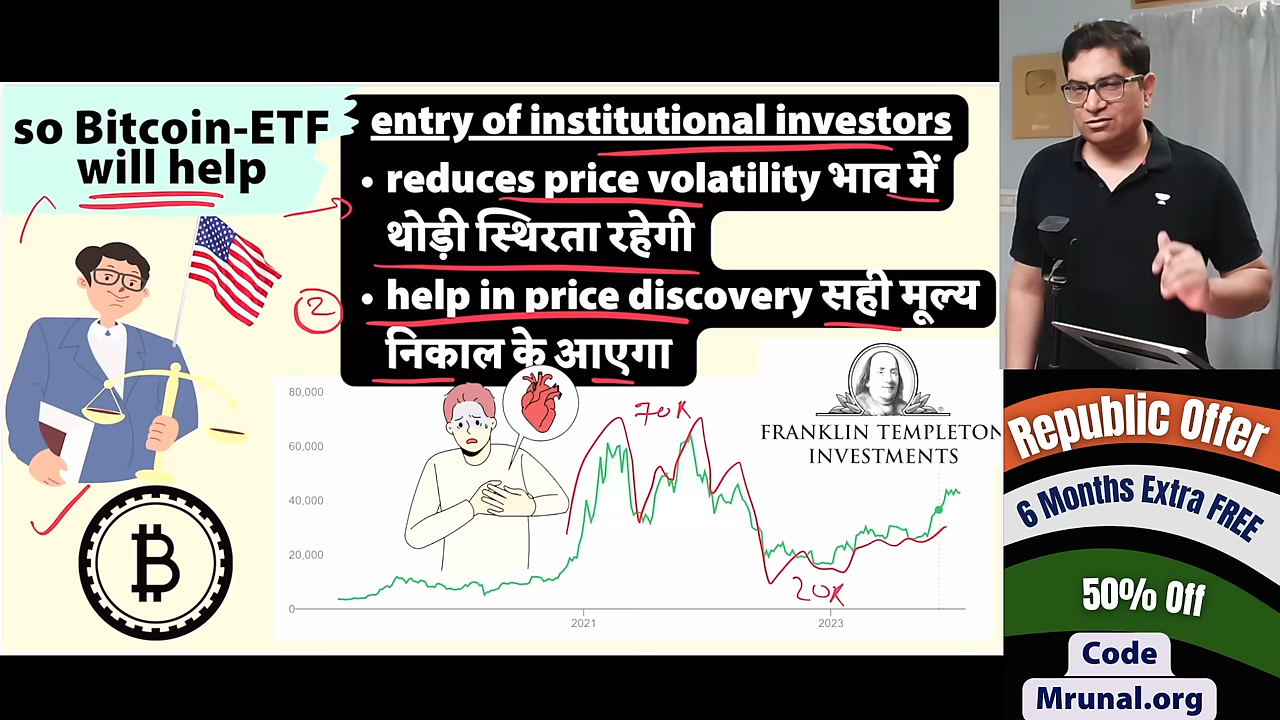 so Bitcoin-ETF
will help
entry of institutional investors
• reduces price volatility भाव में
थोड़ी स्थिरता रहेगी
2
• help in price discovery सही मूल्य
निकाल के आएगा
80,000
60,000
40,000
20,000
0
2021
2023
70K
20K
FRANKLIN TEMPLETON
INVESTMENTS
B
Republic Offer
6 Months Extra FREE
50% Off
Code
Mrunal.org